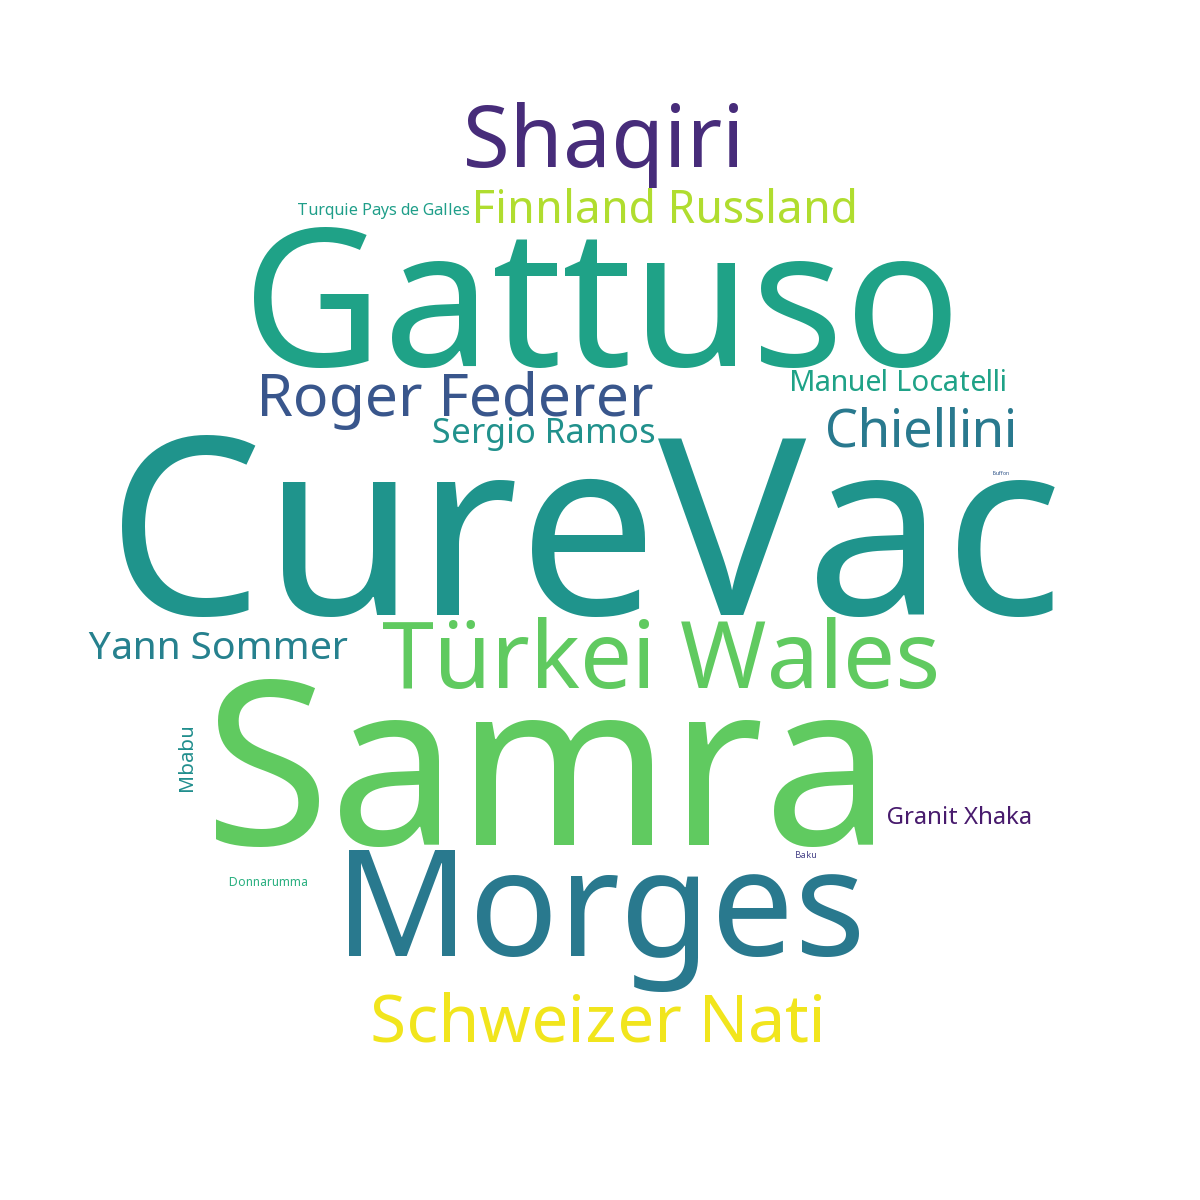 Shaqiri
Finnland Russland
Turquie Pays de Galles
Gattuso
Manuel Locatelli
Roger Federer
Chiellini
Sergio Ramos
Buffon
CureVac
Yann Sommer
Türkei Wales
Mbabu
Samra
Granit Xhaka
Baku
Donnarumma
Morges
Schweizer Nati